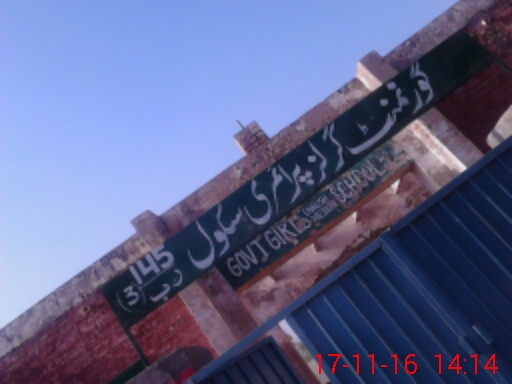 گورنمنٹ گرلز پرائمری سکول
145
ر ب (3)
GOVT GIRLS SCHOOL
17-11-16 14:14